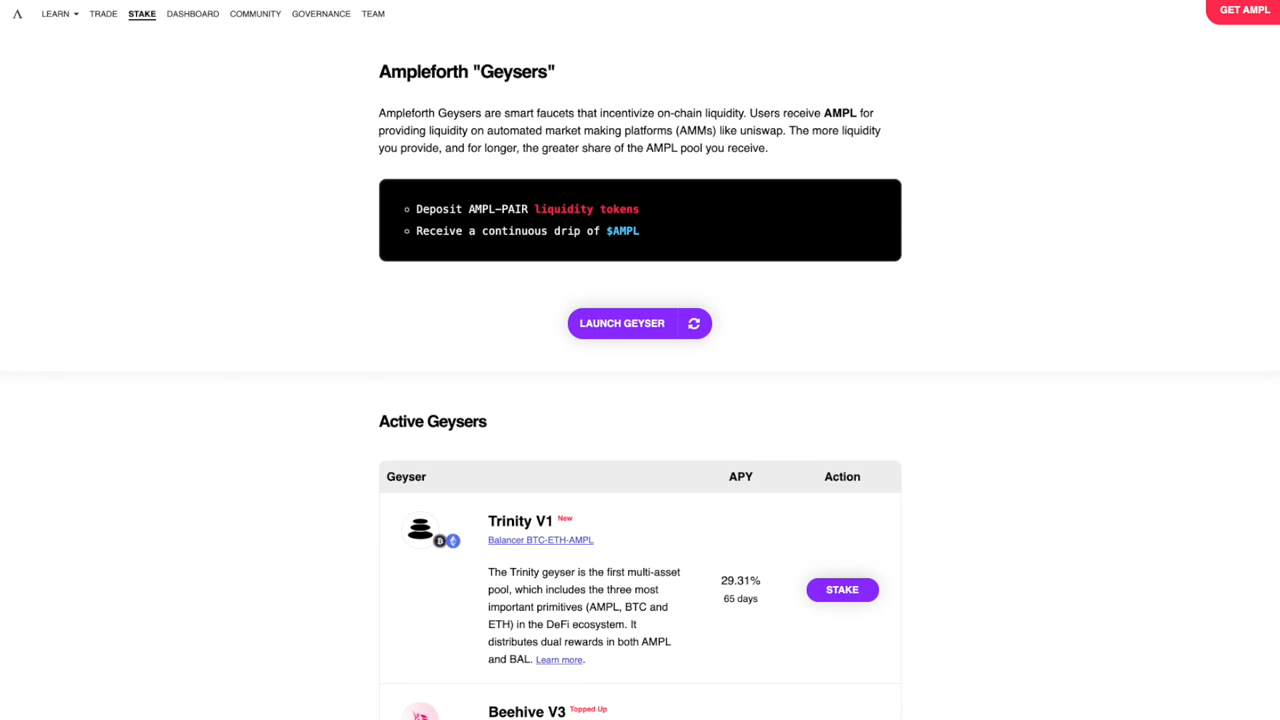 LEARN TRADE STAKE DASHBOARD COMMUNITY GOVERNANCE TEAM
GET AMPL
Ampleforth "Geysers"
Ampleforth Geysers are smart faucets that incentivize on-chain liquidity. Users receive AMPL for
providing liquidity on automated market making platforms (AMMs) like uniswap. The more liquidity
you provide, and for longer, the greater share of the AMPL pool you receive.
Deposit AMPL-PAIR liquidity tokens
Receive a continuous drip of $AMPL
LAUNCH GEYSER
Active Geysers
Geyser APY Action
Trinity V1 New
Balancer BTC-ETH-AMPL
The Trinity geyser is the first multi-asset
pool, which includes the three most
important primitives (AMPL, BTC and
ETH) in the DeFi ecosystem. It
distributes dual rewards in both AMPL
and BAL. Learn more.
29.31%
65 days
STAKE
Beehive V3 Topped Up